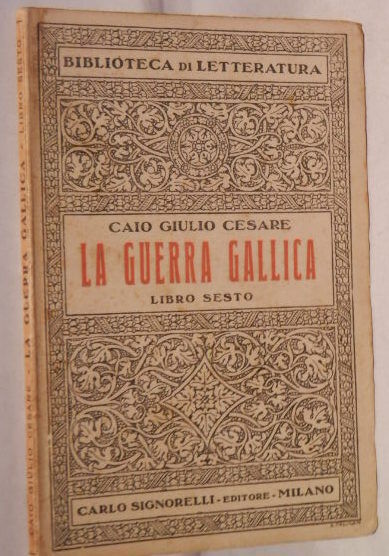 BIBLIOTECA DI LETTERATURA
CAIO GIULIO CESARE
LA GUERRA GALLICA
LIBRO SESTO
CARLO SIGNORELLI - EDITORE - MILANO
CAIO GIULIO CESARE - LA GUERRA GALLICA - LIBRO SESTO